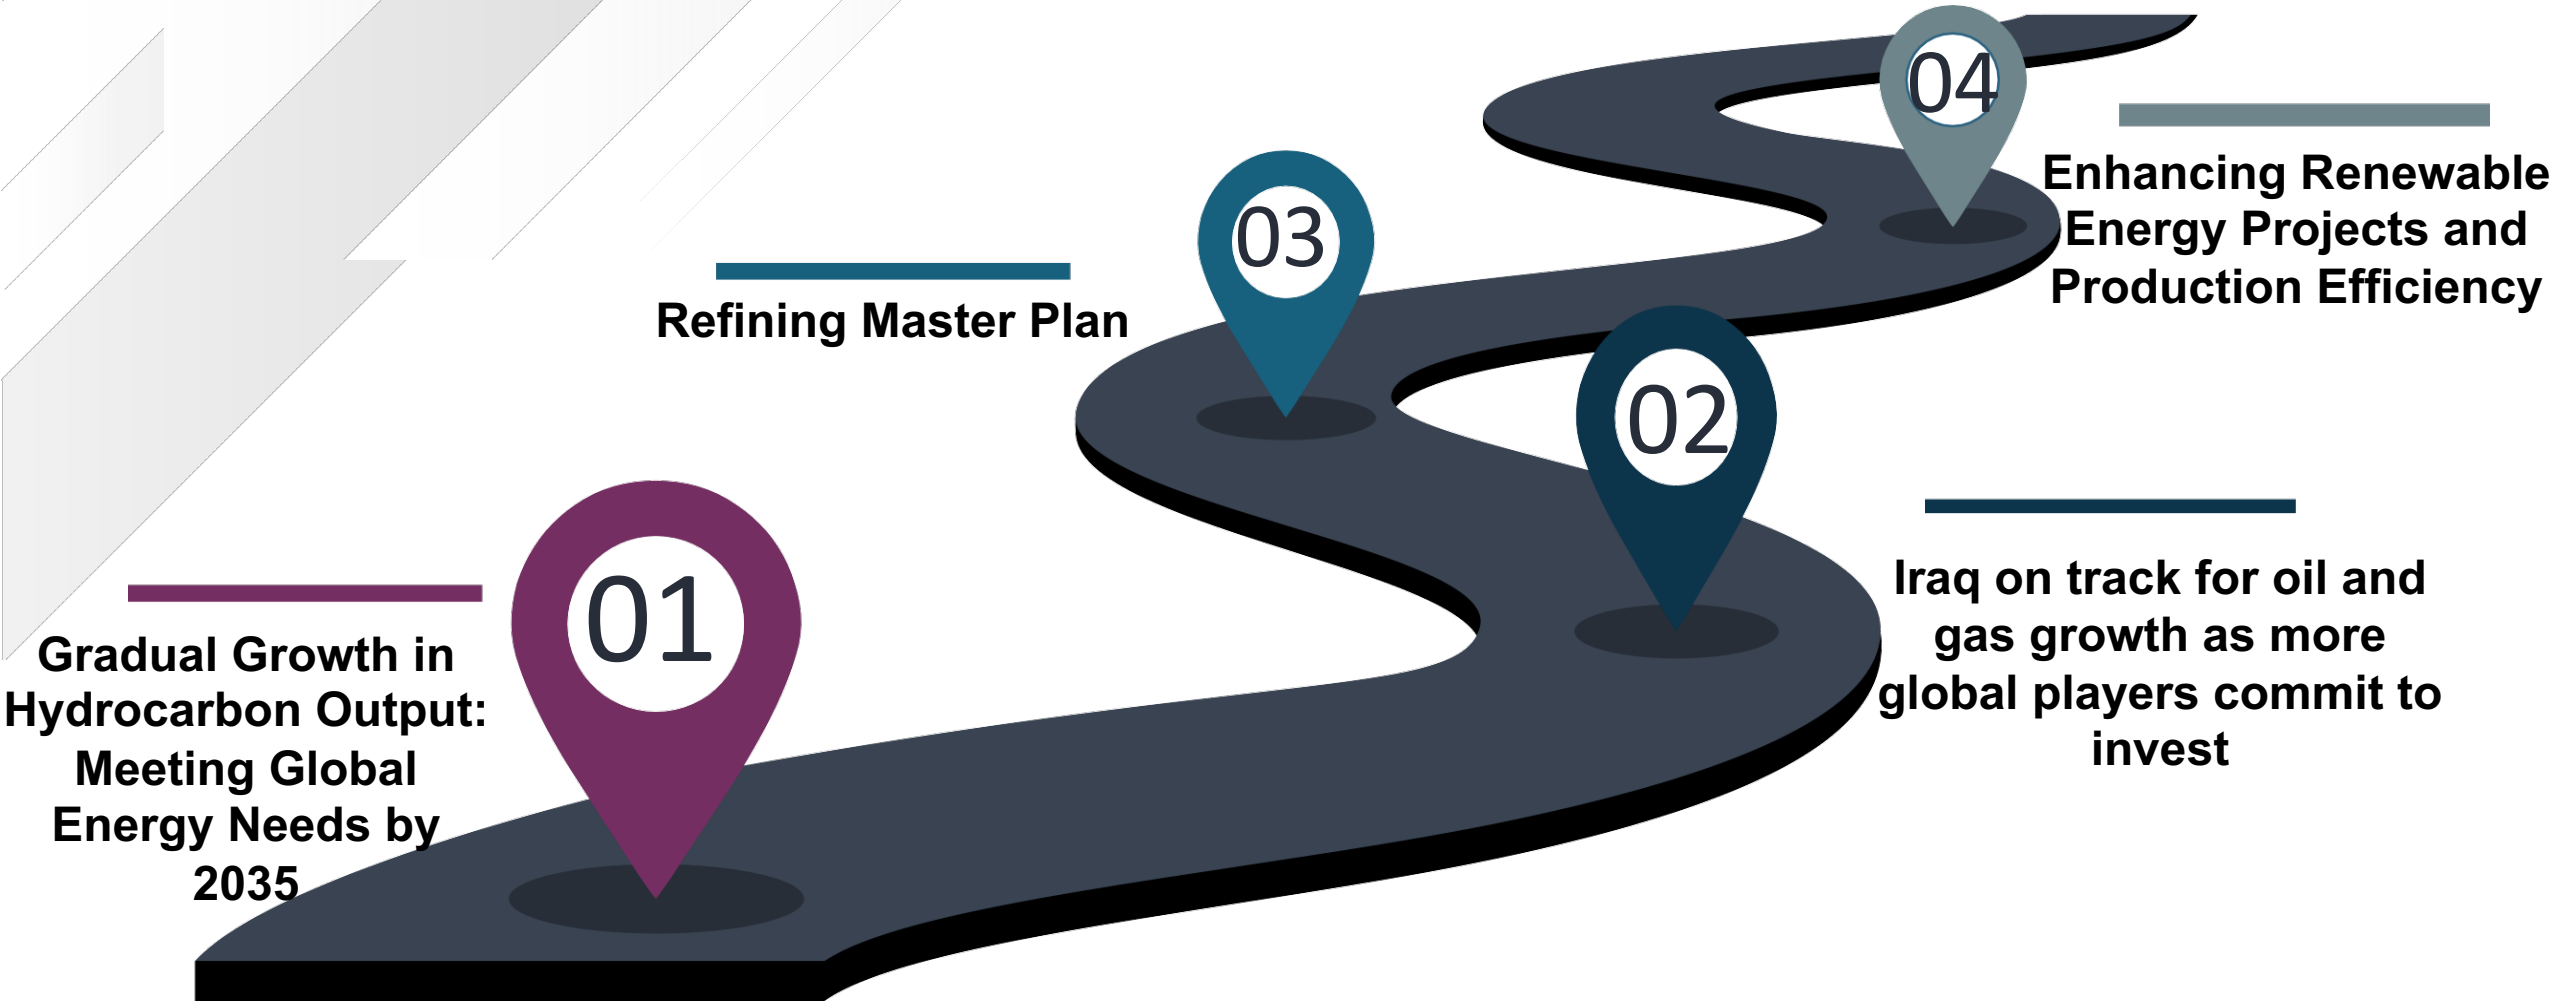 01
Gradual Growth in
Hydrocarbon Output:
Meeting Global
Energy Needs by
2035
02
Iraq on track for oil and
gas growth as more
global players commit to
invest
03
Refining Master Plan
04
Enhancing Renewable
Energy Projects and
Production Efficiency